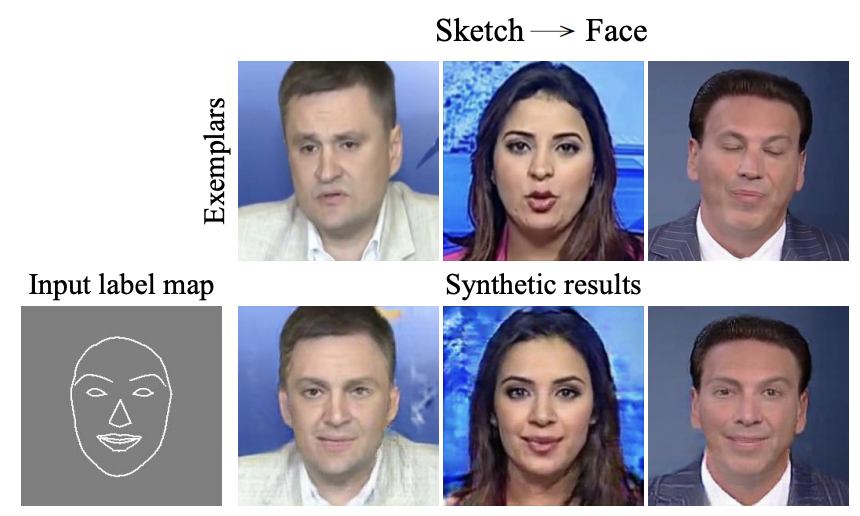 Sketch → Face
Exemplars
Input label map
Synthetic results